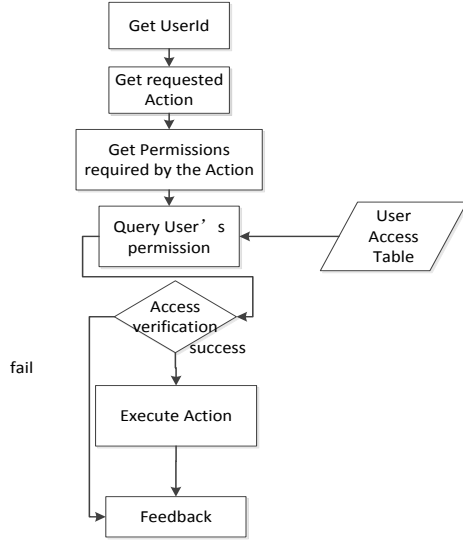 Get UserId
Get requested
Action
Get Permissions
required by the Action
Query User’s
permission
User
Access
Table
Access
verification
success
fail
Execute Action
Feedback